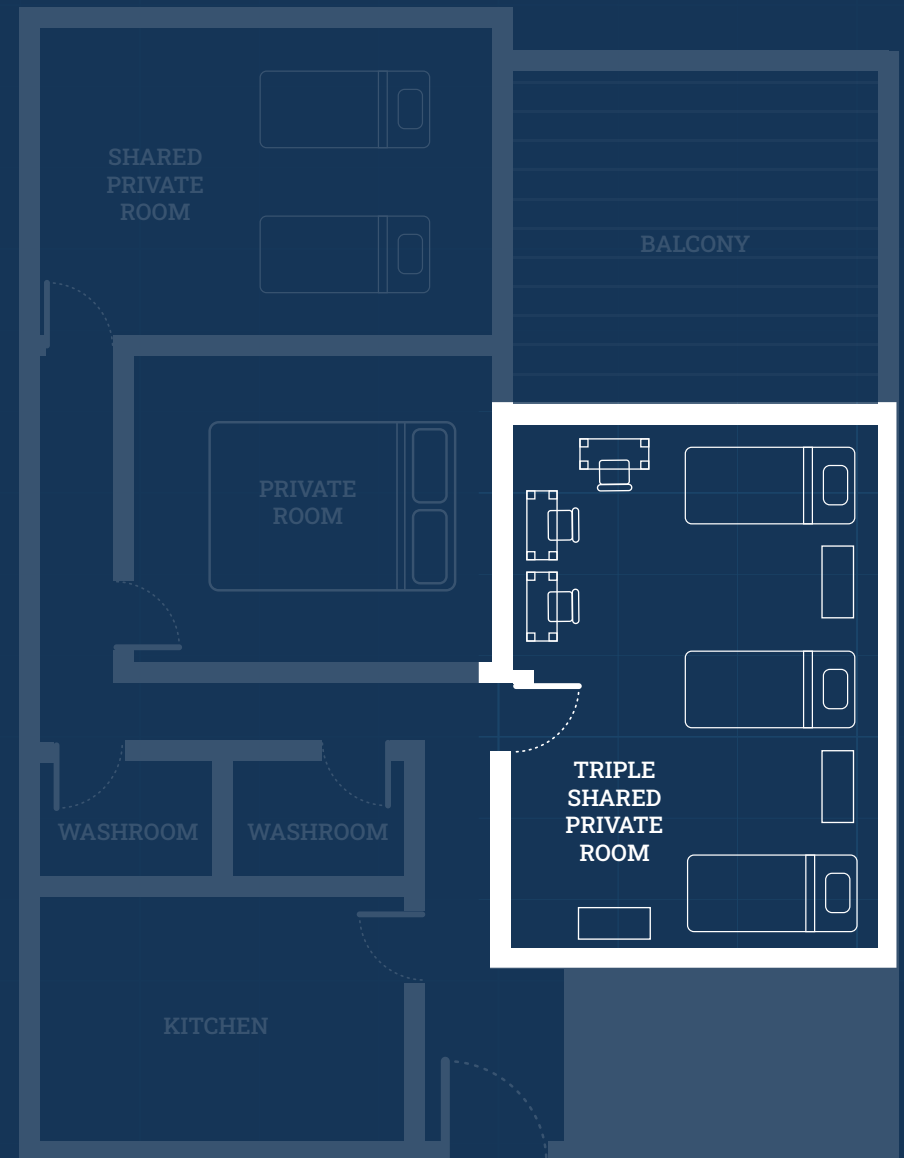 SHARED
PRIVATE
ROOM
BALCONY
PRIVATE
ROOM
TRIPLE
SHARED
PRIVATE
ROOM
WASHROOM
WASHROOM
KITCHEN